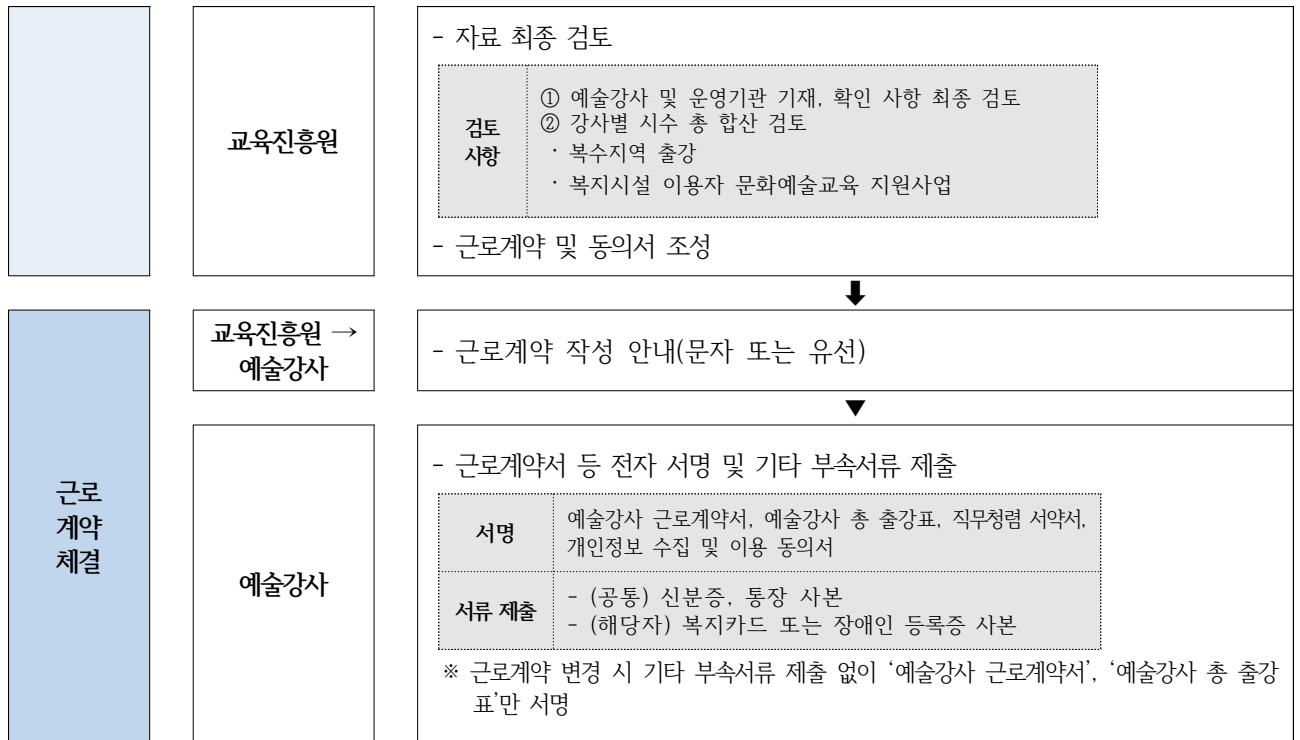 교육진흥원
- 자료 최종 검토
검토
사항
① 예술강사 및 운영기관 기재, 확인 사항 최종 검토
② 강사별 시수 총 합산 검토
· 복수지역 출강
· 복지시설 이용자 문화예술교육 지원사업
- 근로계약 및 동의서 조성
근로
계약
체결
교육진흥원 →
예술강사
- 근로계약 작성 안내(문자 또는 유선)
예술강사
- 근로계약서 등 전자 서명 및 기타 부속서류 제출
서명
예술강사 근로계약서, 예술강사 총 출강표, 직무청렴 서약서,
개인정보 수집 및 이용 동의서
서류 제출
- (공통) 신분증, 통장 사본
- (해당자) 복지카드 또는 장애인 등록증 사본
※ 근로계약 변경 시 기타 부속서류 제출 없이 ‘예술강사 근로계약서’, ‘예술강사 총 출강
표’만 서명